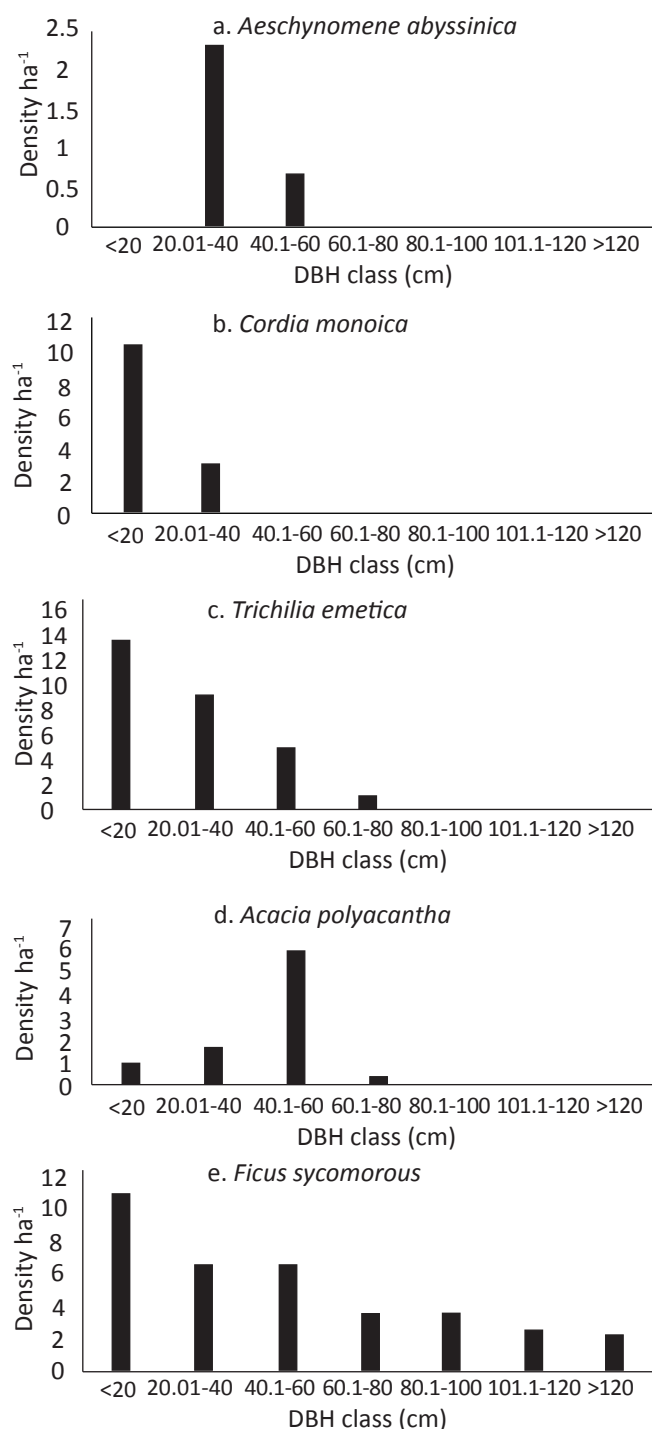 a. Aeschynomene abyssinica
2.5
2
1.5
1
0.5
0
Density ha-1
<20 20.01-40 40.1-60 60.1-80 80.1-100 101.1-120 >120
DBH class (cm)
b. Cordia monoica
12
10
8
6
4
2
0
Density ha-1
<20 20.01-40 40.1-60 60.1-80 80.1-100 101.1-120 >120
DBH class (cm)
c. Trichilia emetica
16
14
12
10
8
6
4
2
0
Density ha-1
<20 20.01-40 40.1-60 60.1-80 80.1-100 101.1-120 >120
DBH class (cm)
d. Acacia polyacantha
7
6
5
4
3
2
1
0
Density ha-1
<20 20.01-40 40.1-60 60.1-80 80.1-100 101.1-120 >120
DBH class (cm)
e. Ficus sycomorous
12
10
8
6
4
2
0
Density ha-1
<20 20.01-40 40.1-60 60.1-80 80.1-100 101.1-120 >120
DBH class (cm)